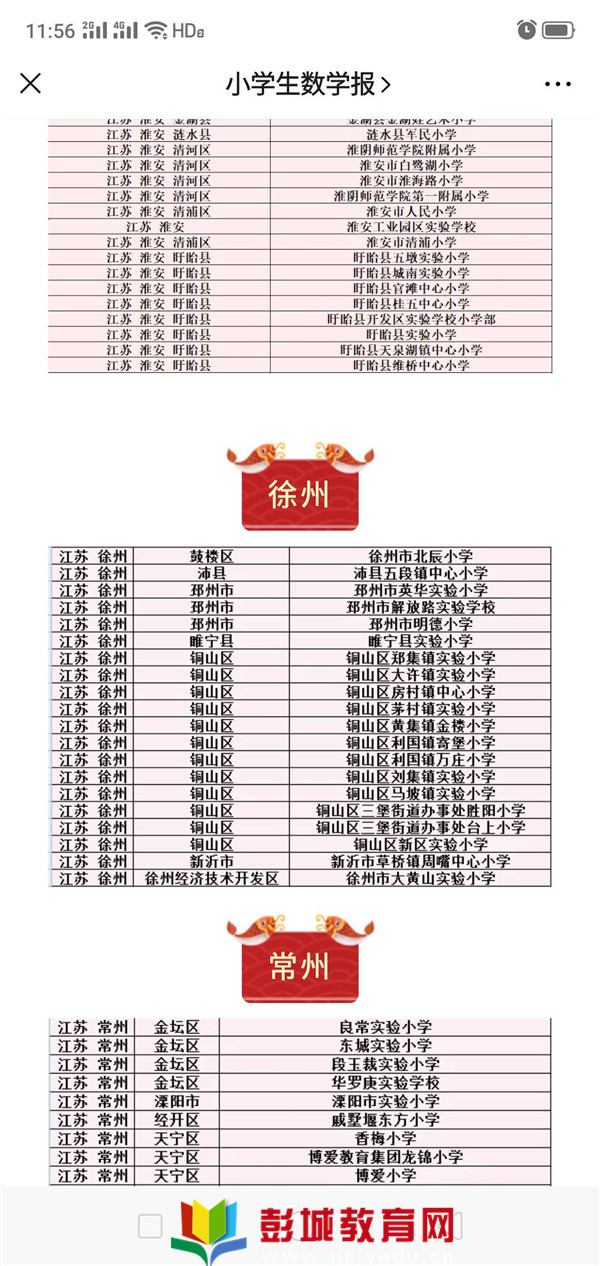 11:56 2G 4G HD
小学生数学报
江苏 淮安 金湖县 金湖县金湖娃艺术小学
江苏 淮安 涟水县 涟水县军民小学
江苏 淮安 清河区 淮阴师范学院附属小学
江苏 淮安 清河区 淮安市白鹭湖小学
江苏 淮安 清河区 淮安市淮海路小学
江苏 淮安 清河区 淮阴师范学院第一附属小学
江苏 淮安 清浦区 淮安市人民小学
江苏 淮安 淮安工业园区实验学校
江苏 淮安 清浦区 淮安市清浦小学
江苏 淮安 盱眙县 盱眙县五墩实验小学
江苏 淮安 盱眙县 盱眙县城南实验小学
江苏 淮安 盱眙县 盱眙县官滩中心小学
江苏 淮安 盱眙县 盱眙县桂五中心小学
江苏 淮安 盱眙县 盱眙县开发区实验学校小学部
江苏 淮安 盱眙县 盱眙县实验小学
江苏 淮安 盱眙县 盱眙县天泉湖镇中心小学
江苏 淮安 盱眙县 盱眙县维桥中心小学
徐州
江苏 徐州 鼓楼区 徐州市北辰小学
江苏 徐州 沛县 沛县五段镇中心小学
江苏 徐州 邳州市 邳州市英华实验小学
江苏 徐州 邳州市 邳州市解放路实验学校
江苏 徐州 邳州市 邳州市明德小学
江苏 徐州 睢宁县 睢宁县实验小学
江苏 徐州 铜山区 铜山区郑集镇实验小学
江苏 徐州 铜山区 铜山区大许镇实验小学
江苏 徐州 铜山区 铜山区房村镇中心小学
江苏 徐州 铜山区 铜山区茅村镇实验小学
江苏 徐州 铜山区 铜山区黄集镇金楼小学
江苏 徐州 铜山区 铜山区利国镇寄堡小学
江苏 徐州 铜山区 铜山区利国镇万庄小学
江苏 徐州 铜山区 铜山区刘集镇实验小学
江苏 徐州 铜山区 铜山区马坡镇实验小学
江苏 徐州 铜山区 铜山区三堡街道办事处胜阳小学
江苏 徐州 铜山区 铜山区三堡街道办事处台上小学
江苏 徐州 铜山区 铜山区新区实验小学
江苏 徐州 新沂市 新沂市草桥镇周嘴中心小学
江苏 徐州 徐州经济技术开发区 徐州市大黄山实验小学
常州
江苏 常州 金坛区 良常实验小学
江苏 常州 金坛区 东城实验小学
江苏 常州 金坛区 段玉裁实验小学
江苏 常州 金坛区 华罗庚实验学校
江苏 常州 溧阳市 溧阳市实验小学
江苏 常州 经开区 戚墅堰东方小学
江苏 常州 天宁区 香梅小学
江苏 常州 天宁区 博爱教育集团龙锦小学
江苏 常州 天宁区 博爱小学
彭城教育网